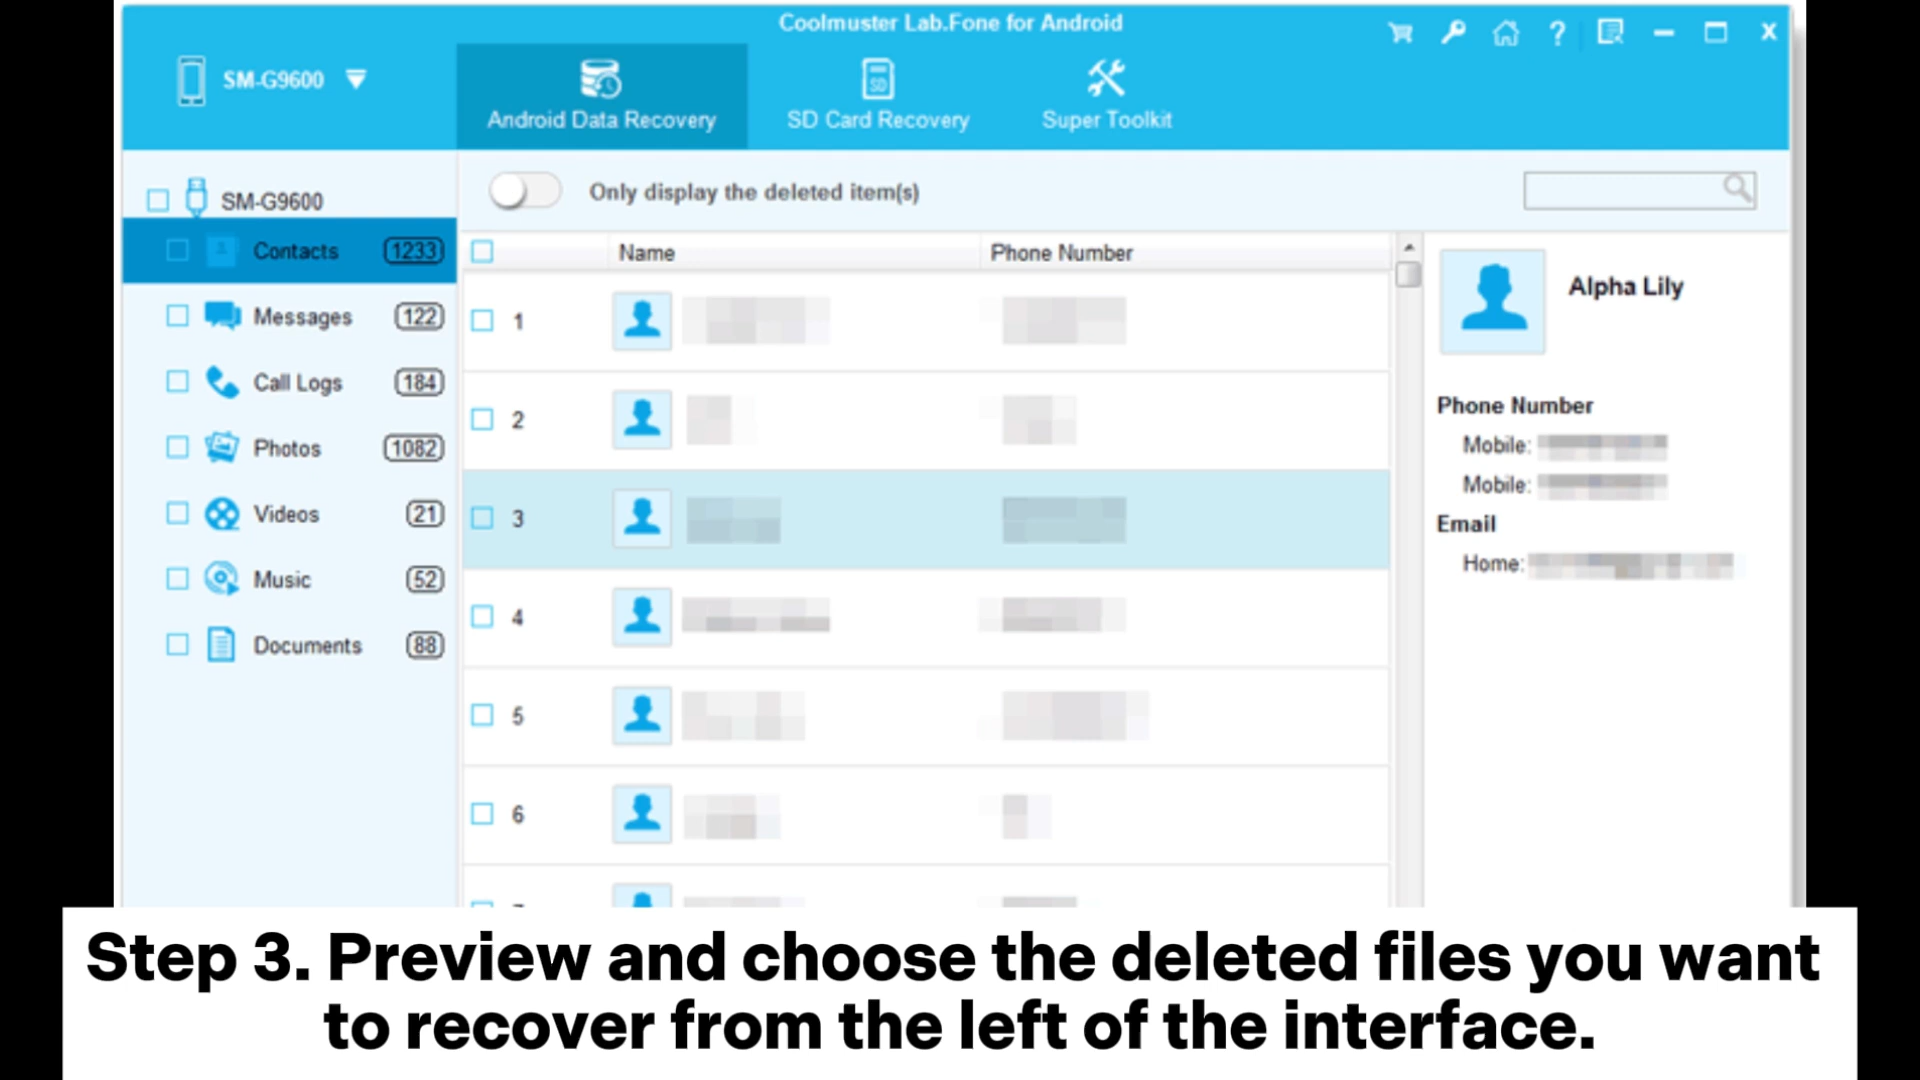 Coolmuster Lab.Fone for Android
SM-G9600
Android Data Recovery
SD
SD Card Recovery
Super Toolkit
?
SM-G9600
Only display the deleted item(s)
Contacts 1233
Messages 122
Call Logs 184
Photos 1082
Videos 21
Music 52
Documents 88
Name Phone Number
1
2
3
4
5
6
Alpha Lily
Phone Number
Mobile:
Mobile:
Email
Home:
Step 3. Preview and choose the deleted files you want
to recover from the left of the interface.